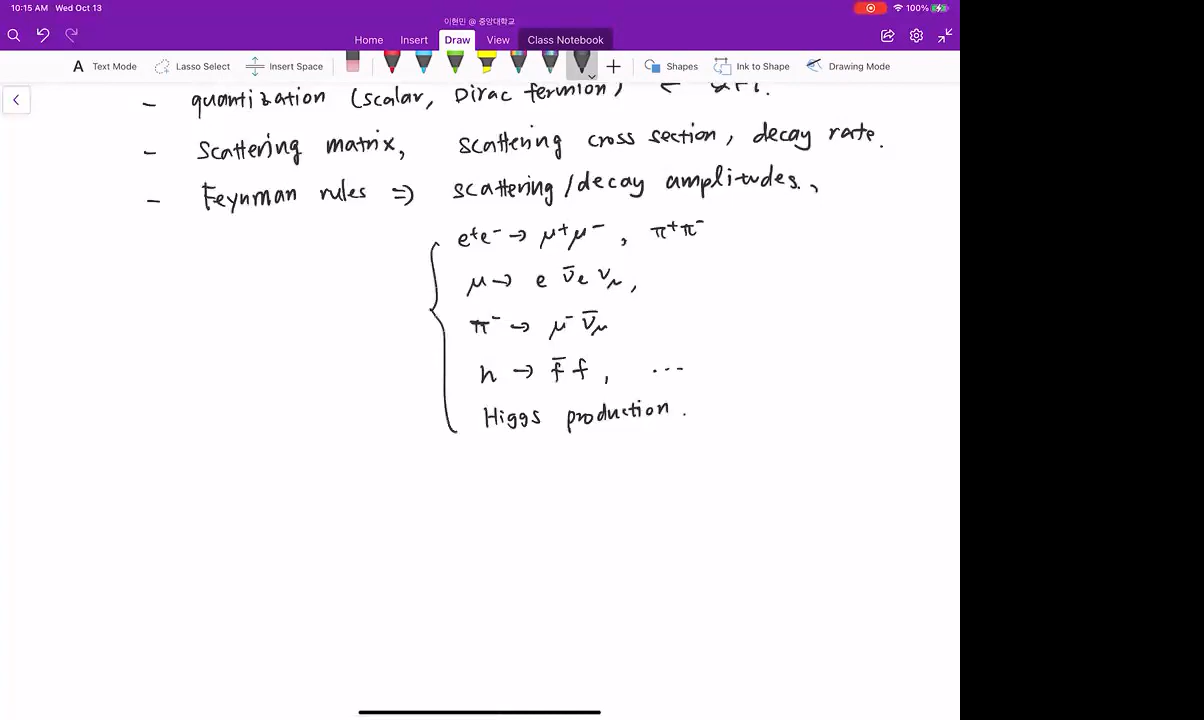 10:15 AM Wed Oct 13
100%
이현민 @ 중앙대학교
Home Insert Draw View Class Notebook
A Text Mode Lasso Select Insert Space Shapes Ink to Shape Drawing Mode
- quantization (scalar, Dirac fermion) ← QFT.
- Scattering matrix, scattering cross section, decay rate.
- Feynman rules ⇒ scattering/decay amplitudes,
e⁺e⁻ → μ⁺μ⁻, π⁺π⁻
μ → e ν̄e νμ,
π⁻ → μ⁻ ν̄μ
h → f̄ f, ...
Higgs production.